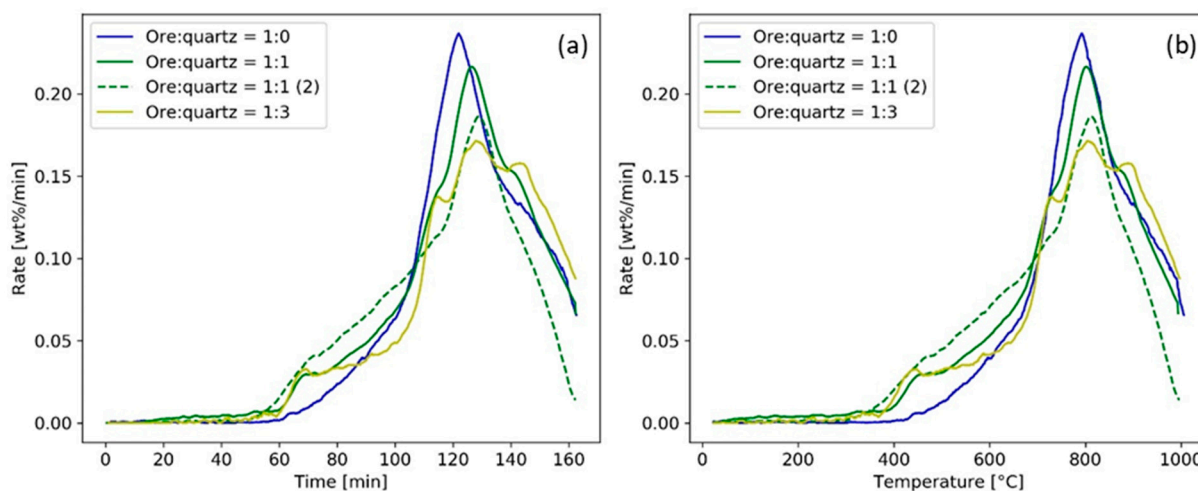 Ore:quartz = 1:0
Ore:quartz = 1:1
Ore:quartz = 1:1 (2)
Ore:quartz = 1:3
(a)
0.20
0.15
0.10
0.05
0.00
Rate [wt%/min]
0 20 40 60 80 100 120 140 160
Time [min]
Ore:quartz = 1:0
Ore:quartz = 1:1
Ore:quartz = 1:1 (2)
Ore:quartz = 1:3
(b)
0.20
0.15
0.10
0.05
0.00
Rate [wt%/min]
0 200 400 600 800 1000
Temperature [°C]